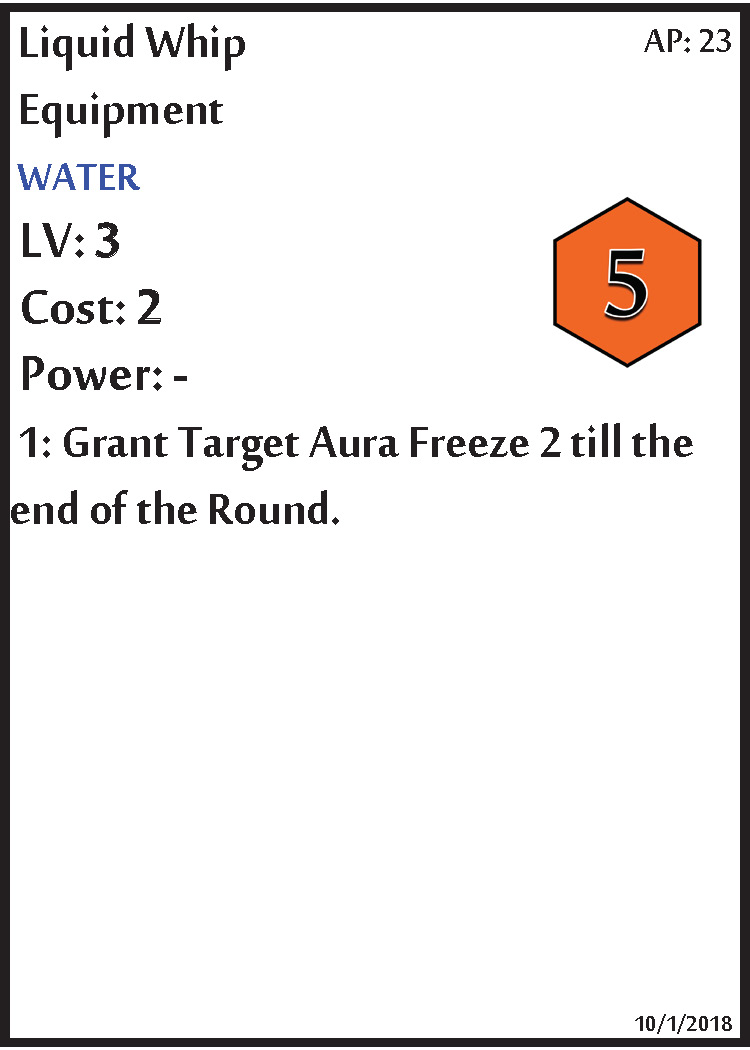 Liquid Whip
AP: 23
Equipment
WATER
LV: 3
Cost: 2
5
Power: -
1: Grant Target Aura Freeze 2 till the
end of the Round.
10/1/2018